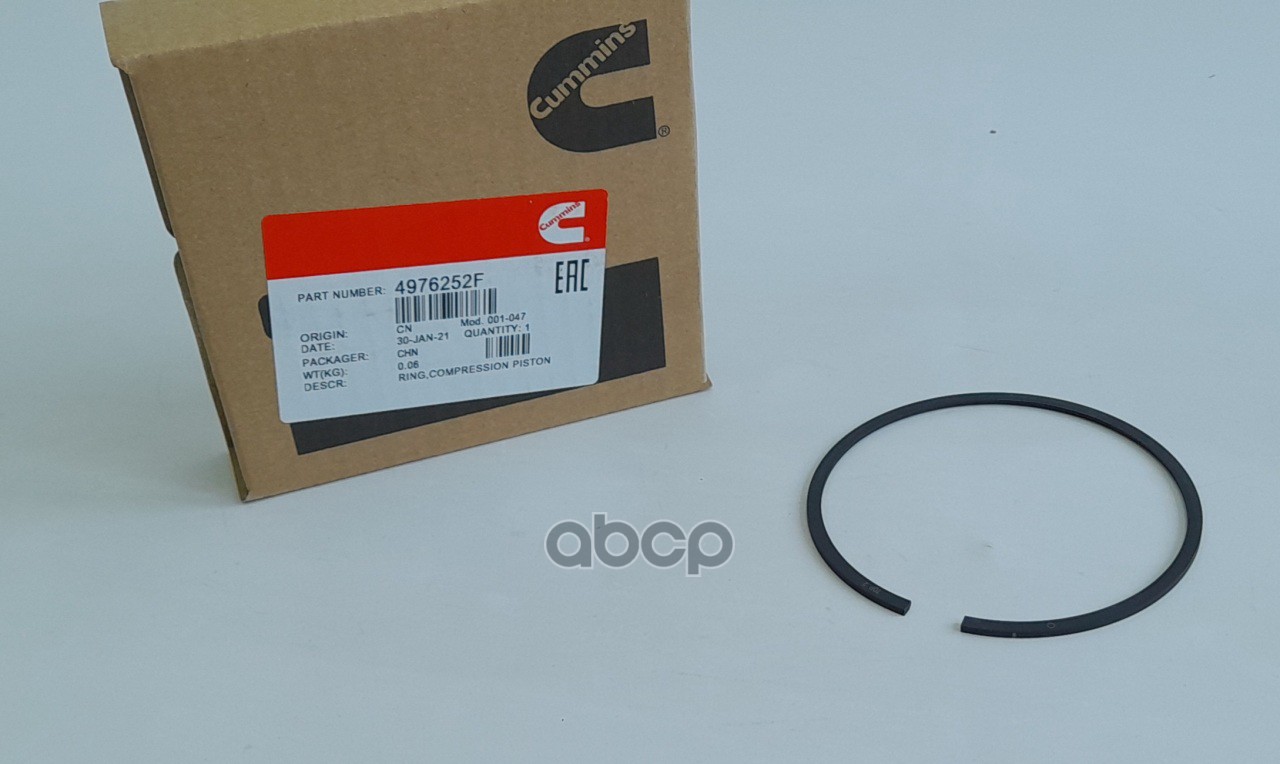 Cummins
®
Cummins
EAC
PART NUMBER: 4976252F
Mod. 001-047
ORIGIN: CN
DATE: 30-JAN-21 QUANTITY: 1
PACKAGER: CHN
WT(KG): 0.06
DESCR: RING,COMPRESSION PISTON
abcp